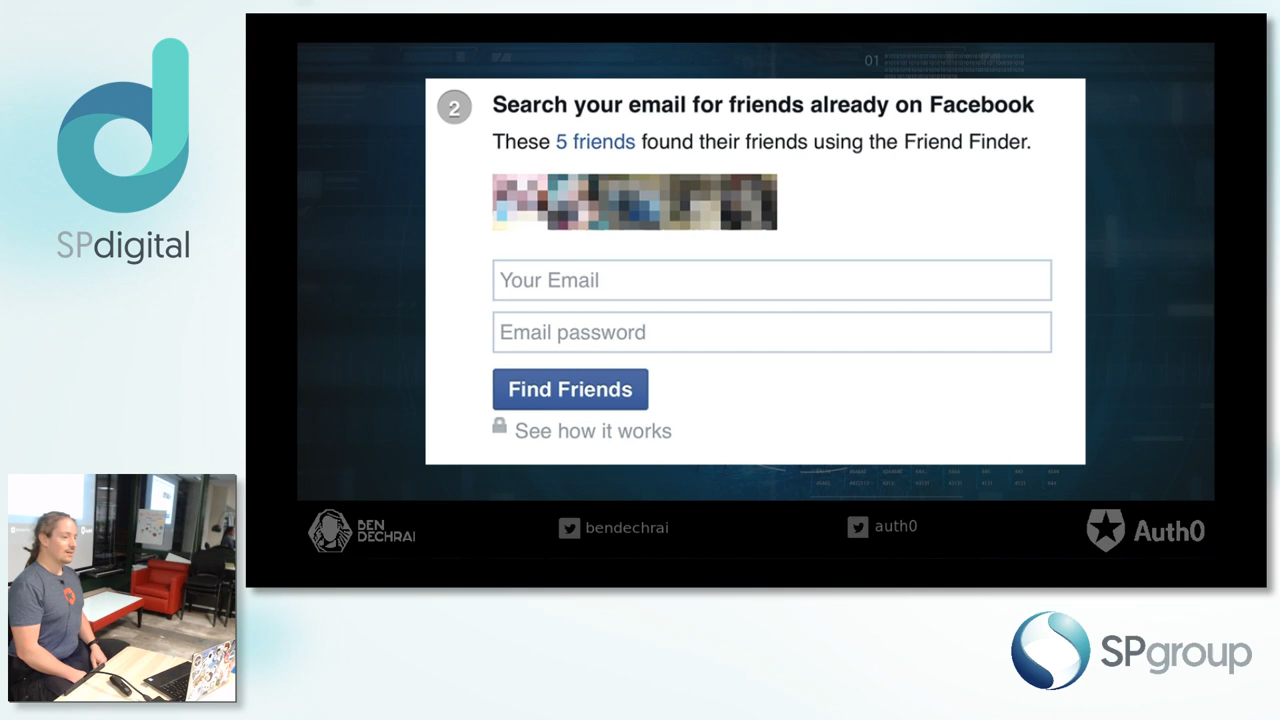 SPdigital
01
2
Search your email for friends already on Facebook
These 5 friends found their friends using the Friend Finder.
Your Email
Email password
Find Friends
See how it works
BEN
DECHRAI
bendechrai
auth0
Auth0
SPgroup